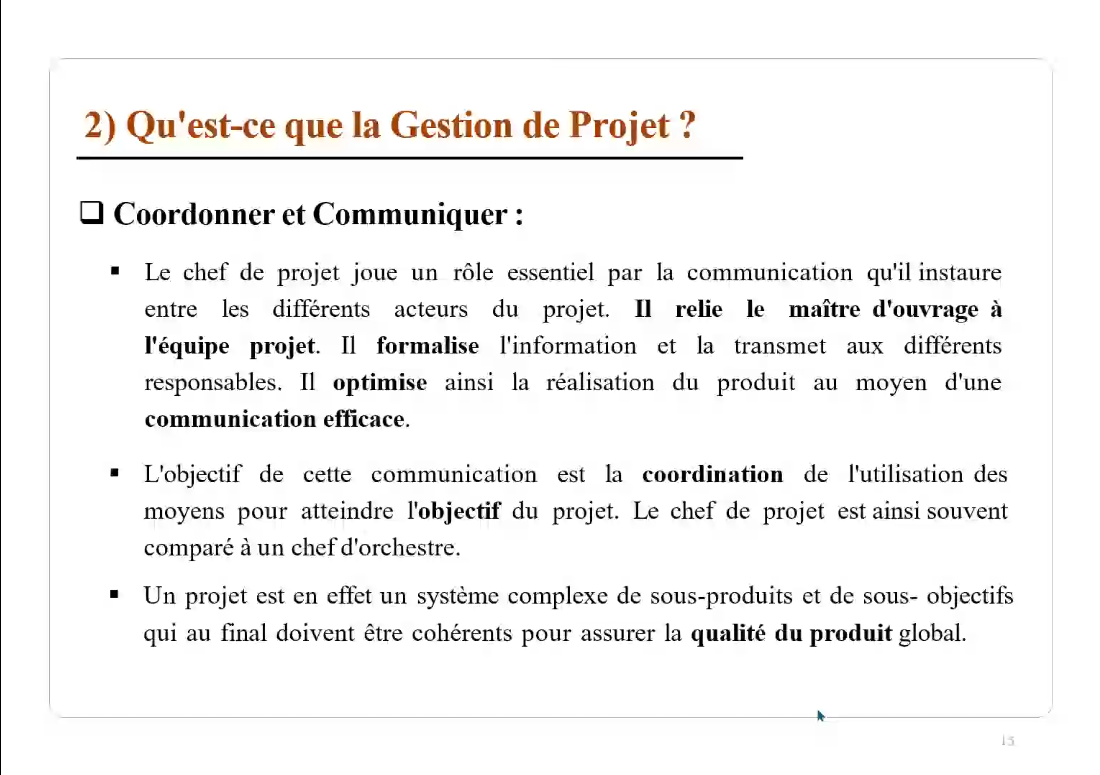 2) Qu'est-ce que la Gestion de Projet ?
❑ Coordonner et Communiquer :
▪ Le chef de projet joue un rôle essentiel par la communication qu'il instaure
entre les différents acteurs du projet. Il relie le maître d'ouvrage à
l'équipe projet. Il formalise l'information et la transmet aux différents
responsables. Il optimise ainsi la réalisation du produit au moyen d'une
communication efficace.
▪ L'objectif de cette communication est la coordination de l'utilisation des
moyens pour atteindre l'objectif du projet. Le chef de projet est ainsi souvent
comparé à un chef d'orchestre.
▪ Un projet est en effet un système complexe de sous-produits et de sous- objectifs
qui au final doivent être cohérents pour assurer la qualité du produit global.
15